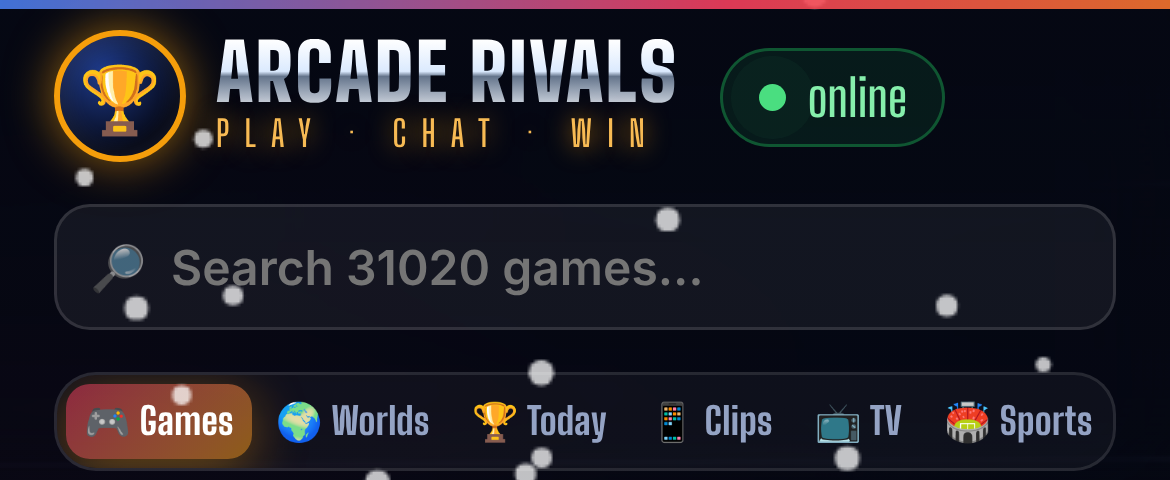 ARCADE RIVALS
PLAY · CHAT · WIN
online
Search 31020 games...
Games Worlds Today Clips TV Sports